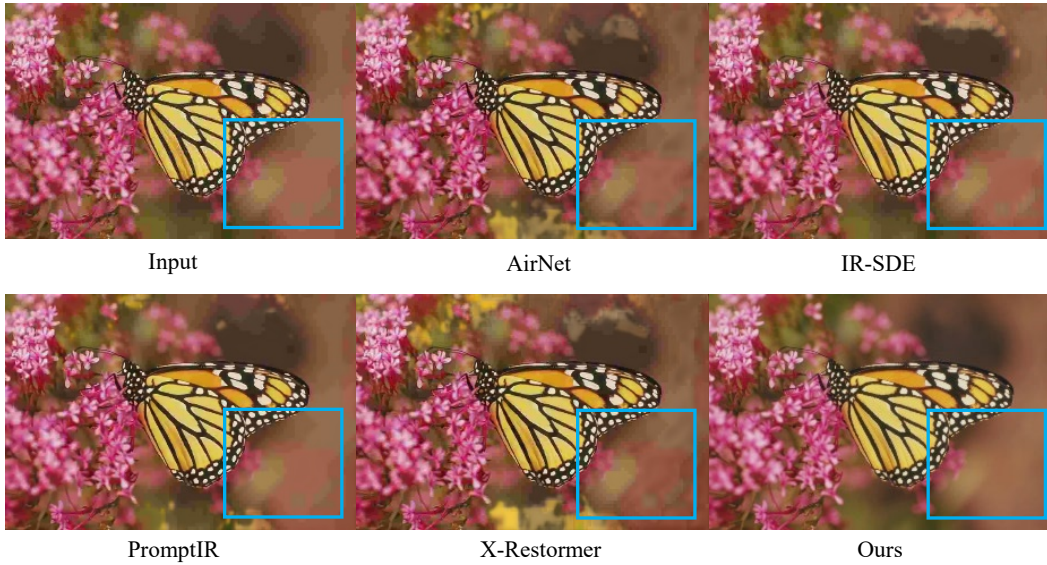 Input
AirNet
IR-SDE
PromptIR
X-Restormer
Ours